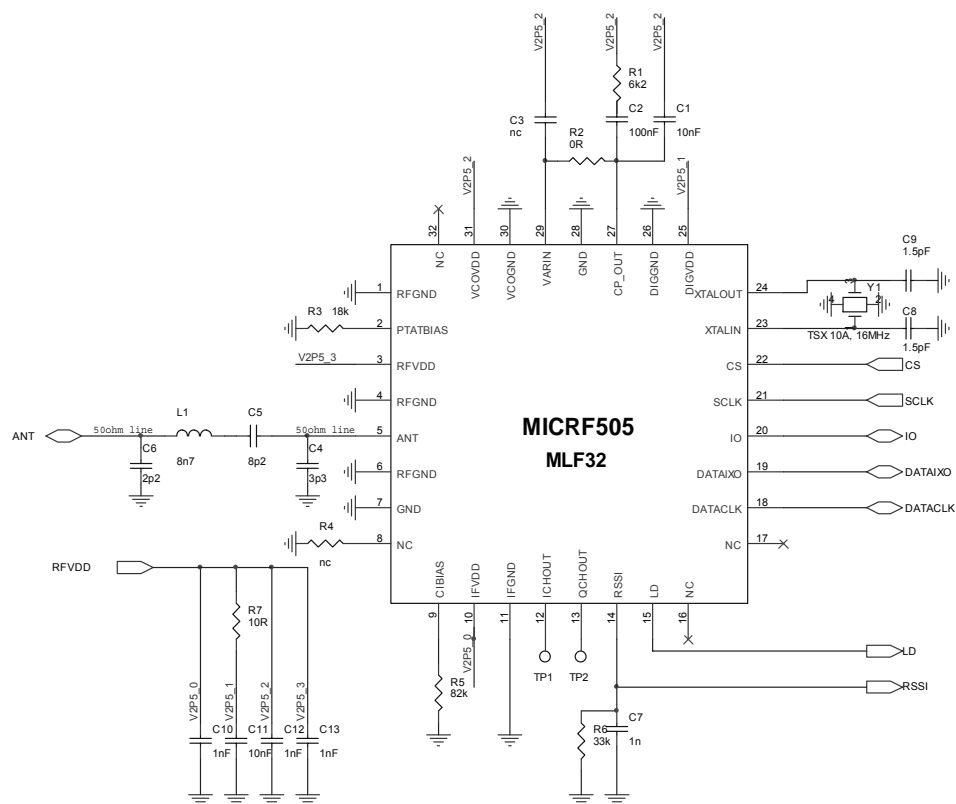 V2P5_2
V2P5_2
V2P5_2
R1
6k2
C3
nc
C2
100nF
C1
10nF
R2
0R
V2P5_2
V2P5_1
32
31
30
29
28
27
26
25
NC
VCOVDD
VCOGND
VARIN
GND
CP_OUT
DIGGND
DIGVDD
C9
1.5pF
1
RFGND
XTALOUT
24
3
Y1
4
2
R3 18k
2
PTATBIAS
XTALIN
23
1
TSX 10A, 16MHz
C8
1.5pF
V2P5_3
3
RFVDD
CS
22
CS
4
RFGND
SCLK
21
SCLK
MICRF505
MLF32
ANT
50ohm line
L1
8n7
C5
8p2
50ohm line
5
ANT
IO
20
IO
C6
2p2
C4
3p3
6
RFGND
DATAIXO
19
DATAIXO
7
GND
DATACLK
18
DATACLK
R4
nc
8
NC
NC
17
RFVDD
CIBIAS
IFVDD
IFGND
ICHOUT
QCHOUT
RSSI
LD
NC
9
10
11
12
13
14
15
16
R7
10R
V2P5_0
TP1
TP2
LD
RSSI
R5
82k
V2P5_0
V2P5_1
V2P5_2
V2P5_3
C10
1nF
C11
10nF
C12
1nF
C13
1nF
R6
33k
C7
1n